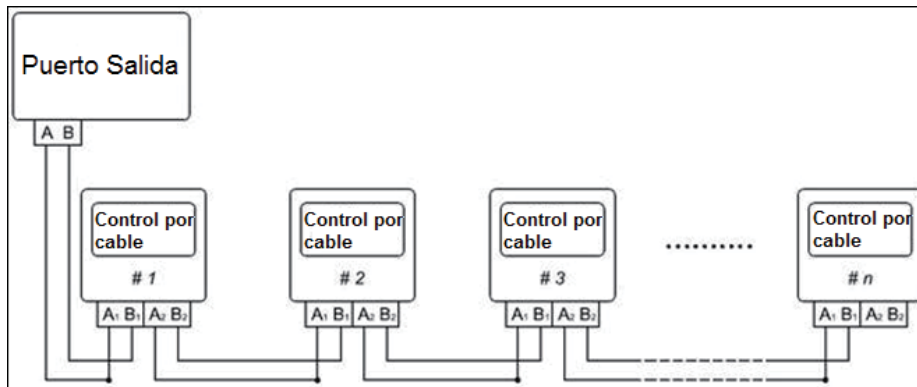 Puerto Salida
A B
Control por cable
# 1
A₁ B₁ A₂ B₂
Control por cable
# 2
A₁ B₁ A₂ B₂
Control por cable
# 3
A₁ B₁ A₂ B₂
..........
Control por cable
# n
A₁ B₁ A₂ B₂